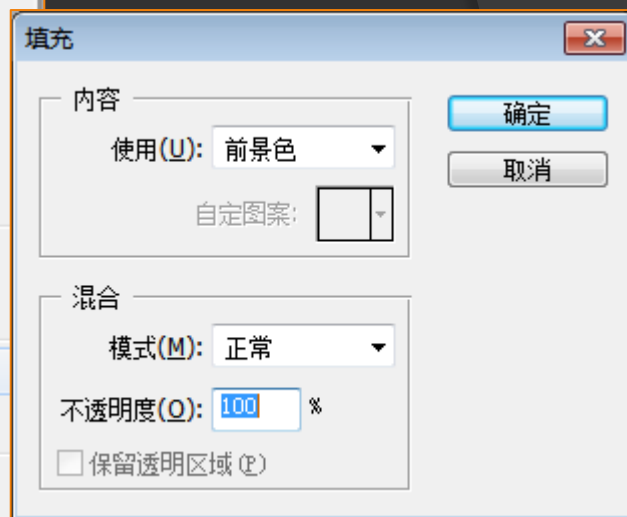 填充
内容
使用(U): 前景色
自定图案:
确定
取消
混合
模式(M): 正常
不透明度(O): 100 %
保留透明区域(P)